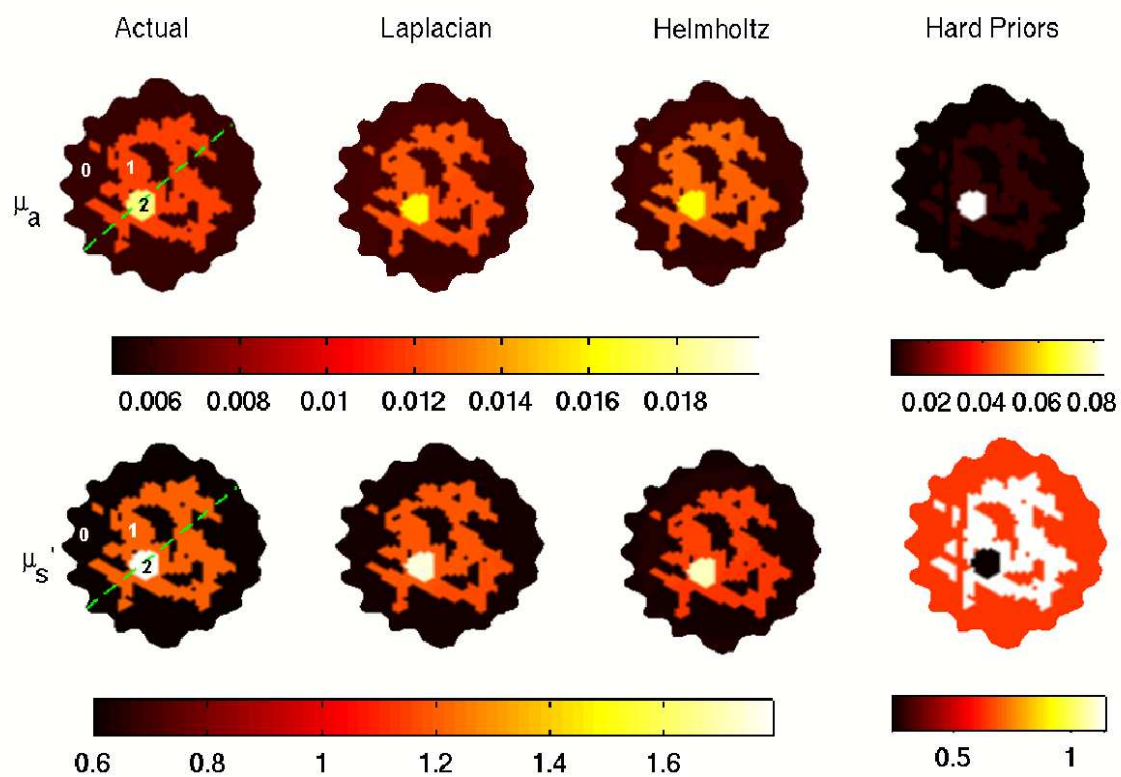 Actual Laplacian Helmholtz Hard Priors
0 1 2
μa
0.006 0.008 0.01 0.012 0.014 0.016 0.018 0.02 0.04 0.06 0.08
0 1 2
μs'
0.6 0.8 1 1.2 1.4 1.6 0.5 1